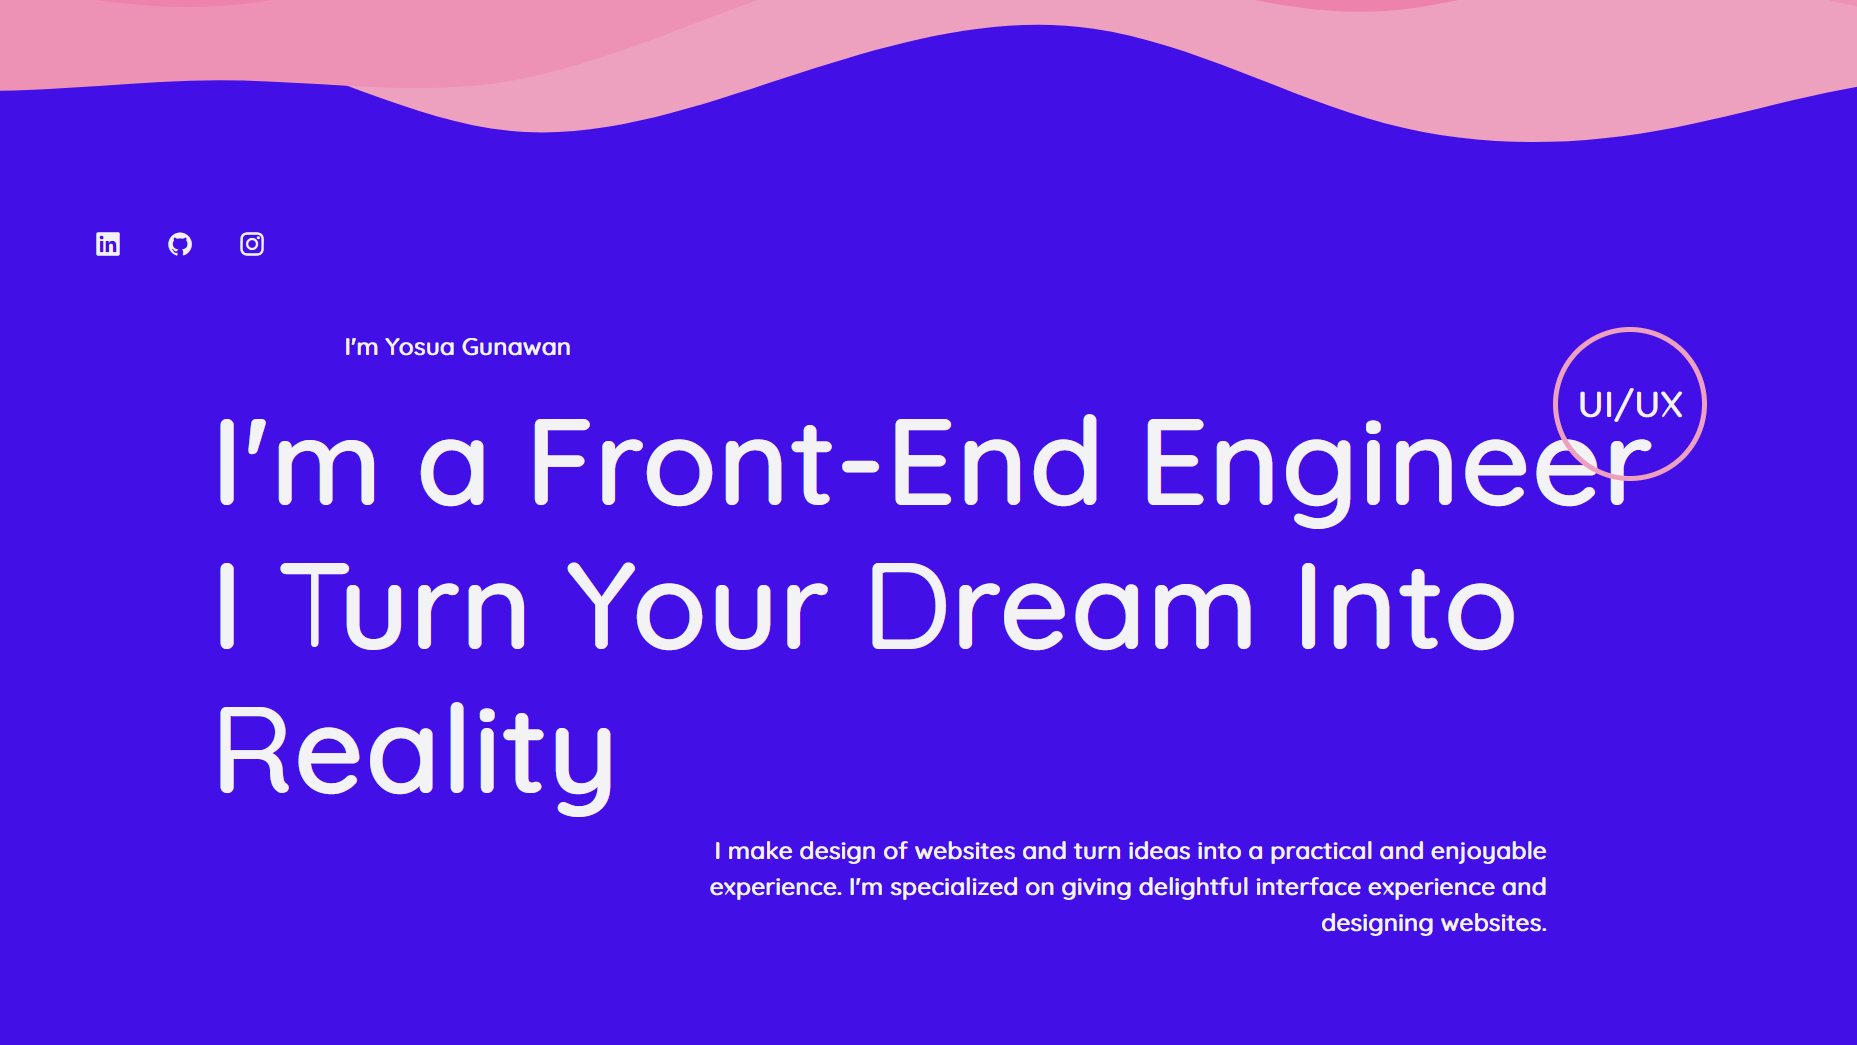 I'm Yosua Gunawan
UI/UX
I'm a Front-End Engineer
I Turn Your Dream Into
Reality
I make design of websites and turn ideas into a practical and enjoyable
experience. I'm specialized on giving delightful interface experience and
designing websites.